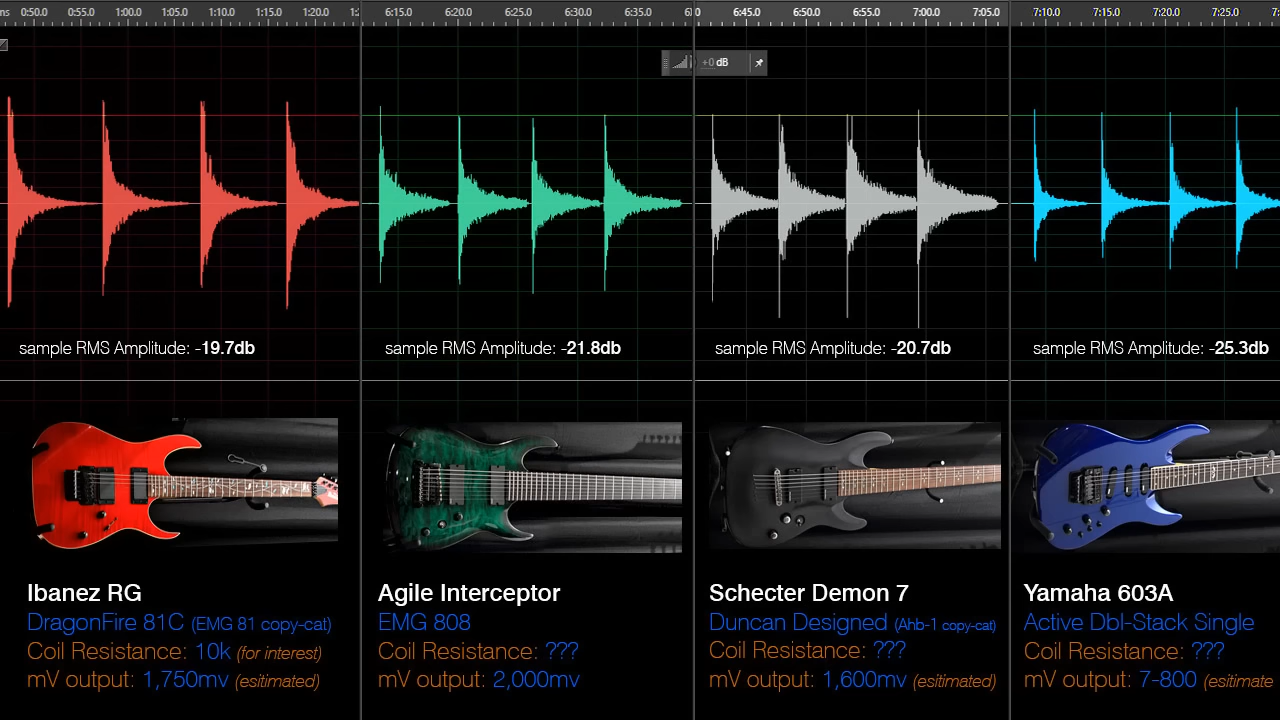 ms 0:50.0 0:55.0 1:00.0 1:05.0 1:10.0 1:15.0 1:20.0
6:15.0 6:20.0 6:25.0 6:30.0 6:35.0
6:45.0 6:50.0 6:55.0 7:00.0 7:05.0
7:10.0 7:15.0 7:20.0 7:25.0
+0 dB
sample RMS Amplitude: -19.7db
sample RMS Amplitude: -21.8db
sample RMS Amplitude: -20.7db
sample RMS Amplitude: -25.3db
Ibanez RG
DragonFire 81C (EMG 81 copy-cat)
Coil Resistance: 10k (for interest)
mV output: 1,750mv (esitimated)
Agile Interceptor
EMG 808
Coil Resistance: ???
mV output: 2,000mv
Schecter Demon 7
Duncan Designed (Ahb-1 copy-cat)
Coil Resistance: ???
mV output: 1,600mv (esitimated)
Yamaha 603A
Active Dbl-Stack Single
Coil Resistance: ???
mV output: 7-800 (esitimate